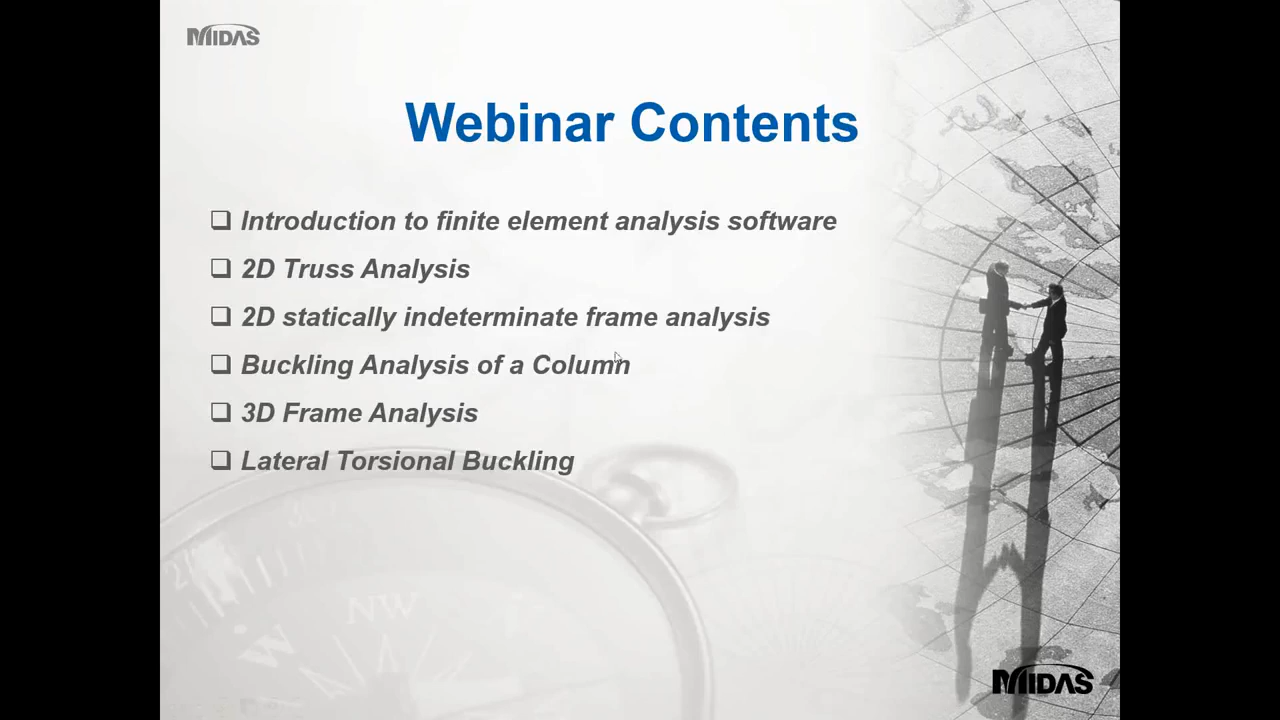 MIDAS
Webinar Contents
Introduction to finite element analysis software
2D Truss Analysis
2D statically indeterminate frame analysis
Buckling Analysis of a Column
3D Frame Analysis
Lateral Torsional Buckling
NW
W
MIDAS